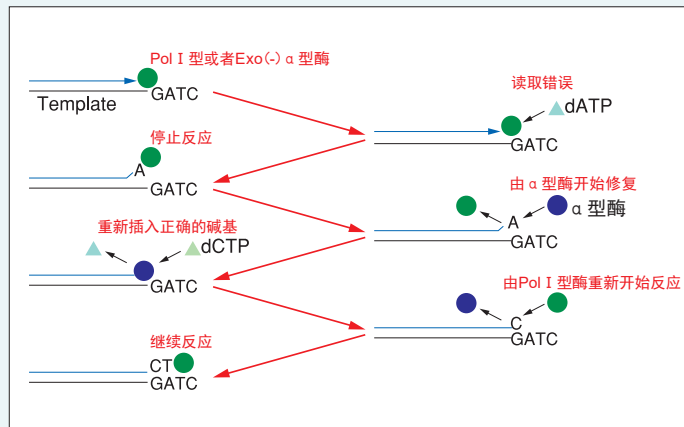 Pol I 型或者Exo(-) α 型酶
Template
GATC
读取错误
dATP
GATC
停止反应
A
GATC
由 α 型酶开始修复
A
α 型酶
GATC
重新插入正确的碱基
dCTP
GATC
由Pol I 型酶重新开始反应
C
GATC
继续反应
CT
GATC